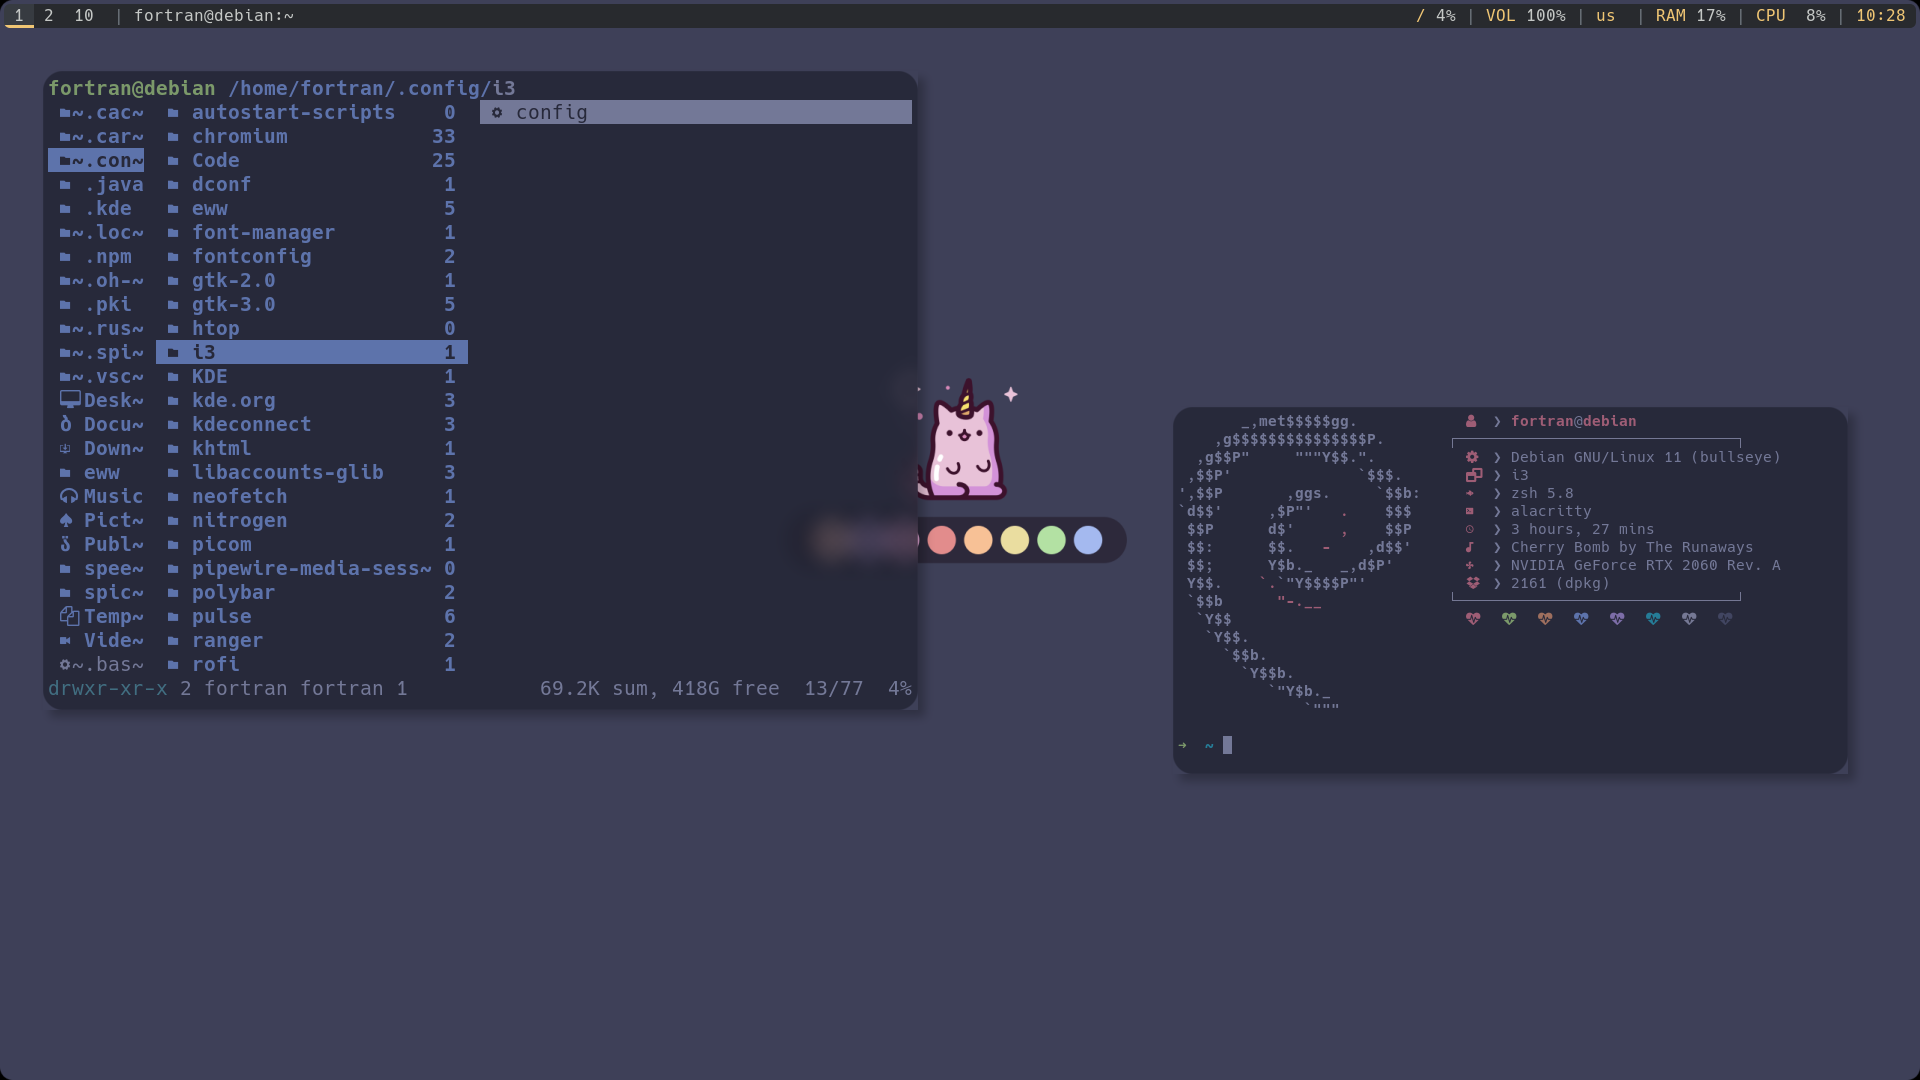 1 2 10 | fortran@debian:~ / 4% | VOL 100% | us | RAM 17% | CPU 8% | 10:28
fortran@debian /home/fortran/.config/i3
~.cac~ autostart-scripts 0 config
~.car~ chromium 33
~.con~ Code 25
.java dconf 1
.kde eww 5
~.loc~ font-manager 1
.npm fontconfig 2
~.oh-~ gtk-2.0 1
.pki gtk-3.0 5
~.rus~ htop 0
~.spi~ i3 1
~.vsc~ KDE 1
Desk~ kde.org 3
Docu~ kdeconnect 3
Down~ khtml 1
eww libaccounts-glib 3
Music neofetch 1
Pict~ nitrogen 2
Publ~ picom 1
spee~ pipewire-media-sess~ 0
spic~ polybar 2
Temp~ pulse 6
Vide~ ranger 2
~.bas~ rofi 1
drwxr-xr-x 2 fortran fortran 1 69.2K sum, 418G free 13/77 4%
_,met$$$$$gg.
,g$$$$$$$$$$$$$$$P.
,g$$P"     """Y$$.".
,$$P'              `$$$.
',$$P       ,ggs.     `$$b:
`d$$'     ,$P"'   .    $$$
$$P      d$'     ,    $$P
$$:      $$.   -    ,d$$'
$$;      Y$b._   _,d$P'
Y$$.    `.`"Y$$$$P"'
`$$b      "-.__
`Y$$
`Y$$.
`$$b.
`Y$$b.
`"Y$b._
`"""
❯ fortran@debian
❯ Debian GNU/Linux 11 (bullseye)
❯ i3
❯ zsh 5.8
❯ alacritty
❯ 3 hours, 27 mins
❯ Cherry Bomb by The Runaways
❯ NVIDIA GeForce RTX 2060 Rev. A
❯ 2161 (dpkg)
➜ ~